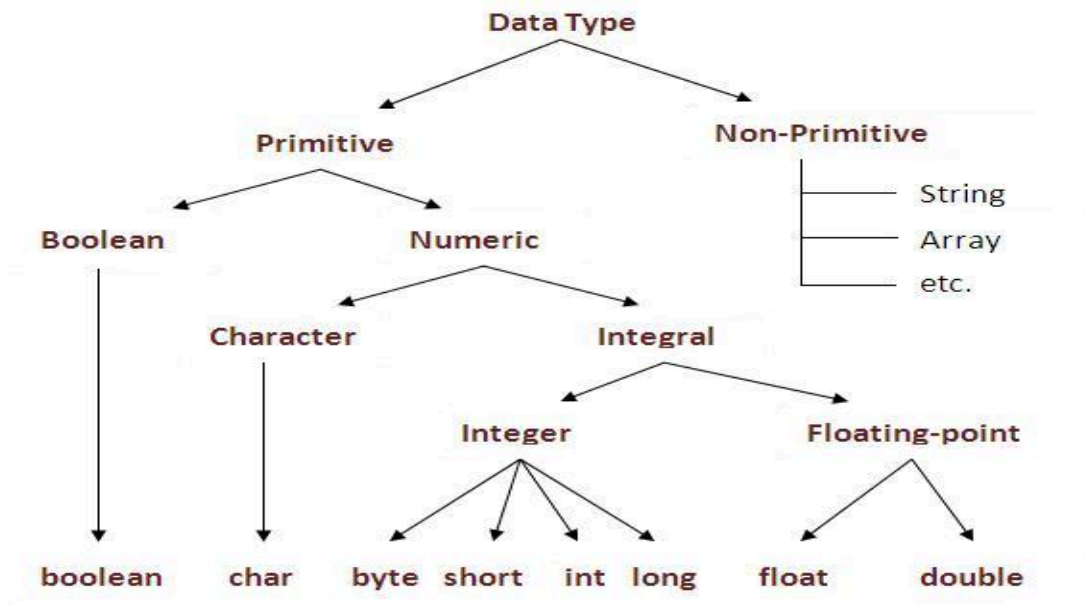 Data Type
Primitive
Non-Primitive
String
Array
etc.
Boolean
Numeric
Character
Integral
Integer
Floating-point
boolean
char
byte
short
int
long
float
double